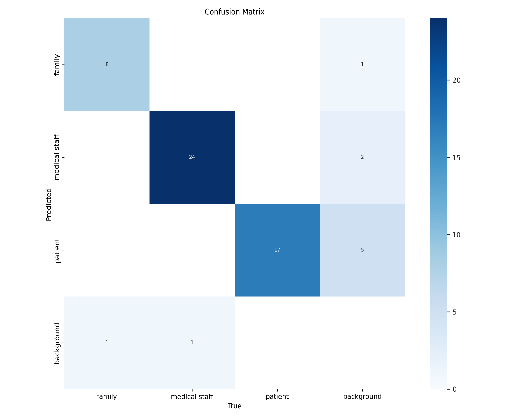 Confusion Matrix
family
8
1
medical staff
24
2
patient
17
5
background
1
1
family
medical staff
patient
background
Predicted
True
20
15
10
5
0